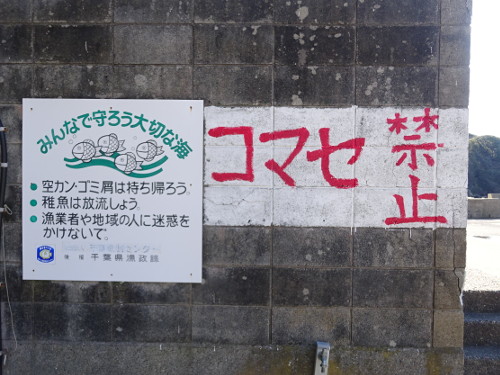 みんなで守ろう大切な海
空カン・ゴミ屑は持ち帰ろう。
稚魚は放流しよう。
漁業者や地域の人に迷惑を
かけないで。
千葉県漁政課
コマセ禁止